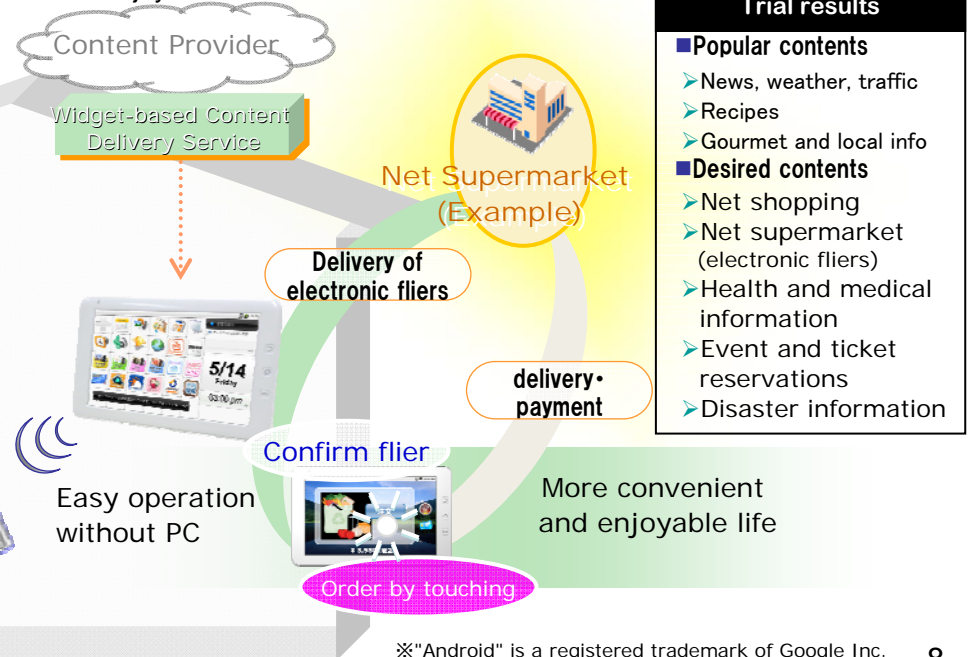 Content Provider
Widget-based Content
Delivery Service
Net Supermarket
(Example)
Delivery of
electronic fliers
5/14
Friday
03:00 pm
delivery・
payment
Confirm flier
Easy operation
without PC
More convenient
and enjoyable life
Order by touching
Trial results
■Popular contents
➢News, weather, traffic
➢Recipes
➢Gourmet and local info
■Desired contents
➢Net shopping
➢Net supermarket
(electronic fliers)
➢Health and medical
information
➢Event and ticket
reservations
➢Disaster information
※"Android" is a registered trademark of Google Inc.